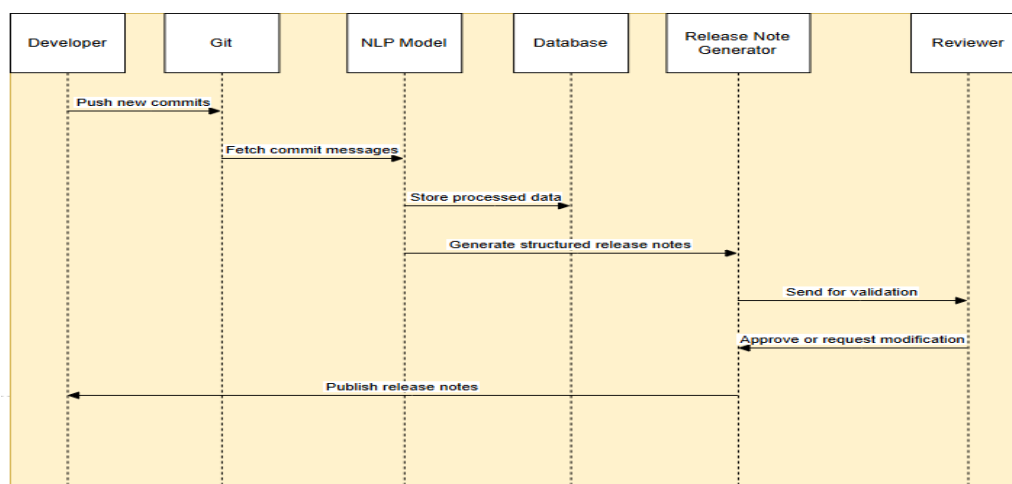 Developer
Git
NLP Model
Database
Release Note
Generator
Reviewer
Push new commits
Fetch commit messages
Store processed data
Generate structured release notes
Send for validation
Approve or request modification
Publish release notes